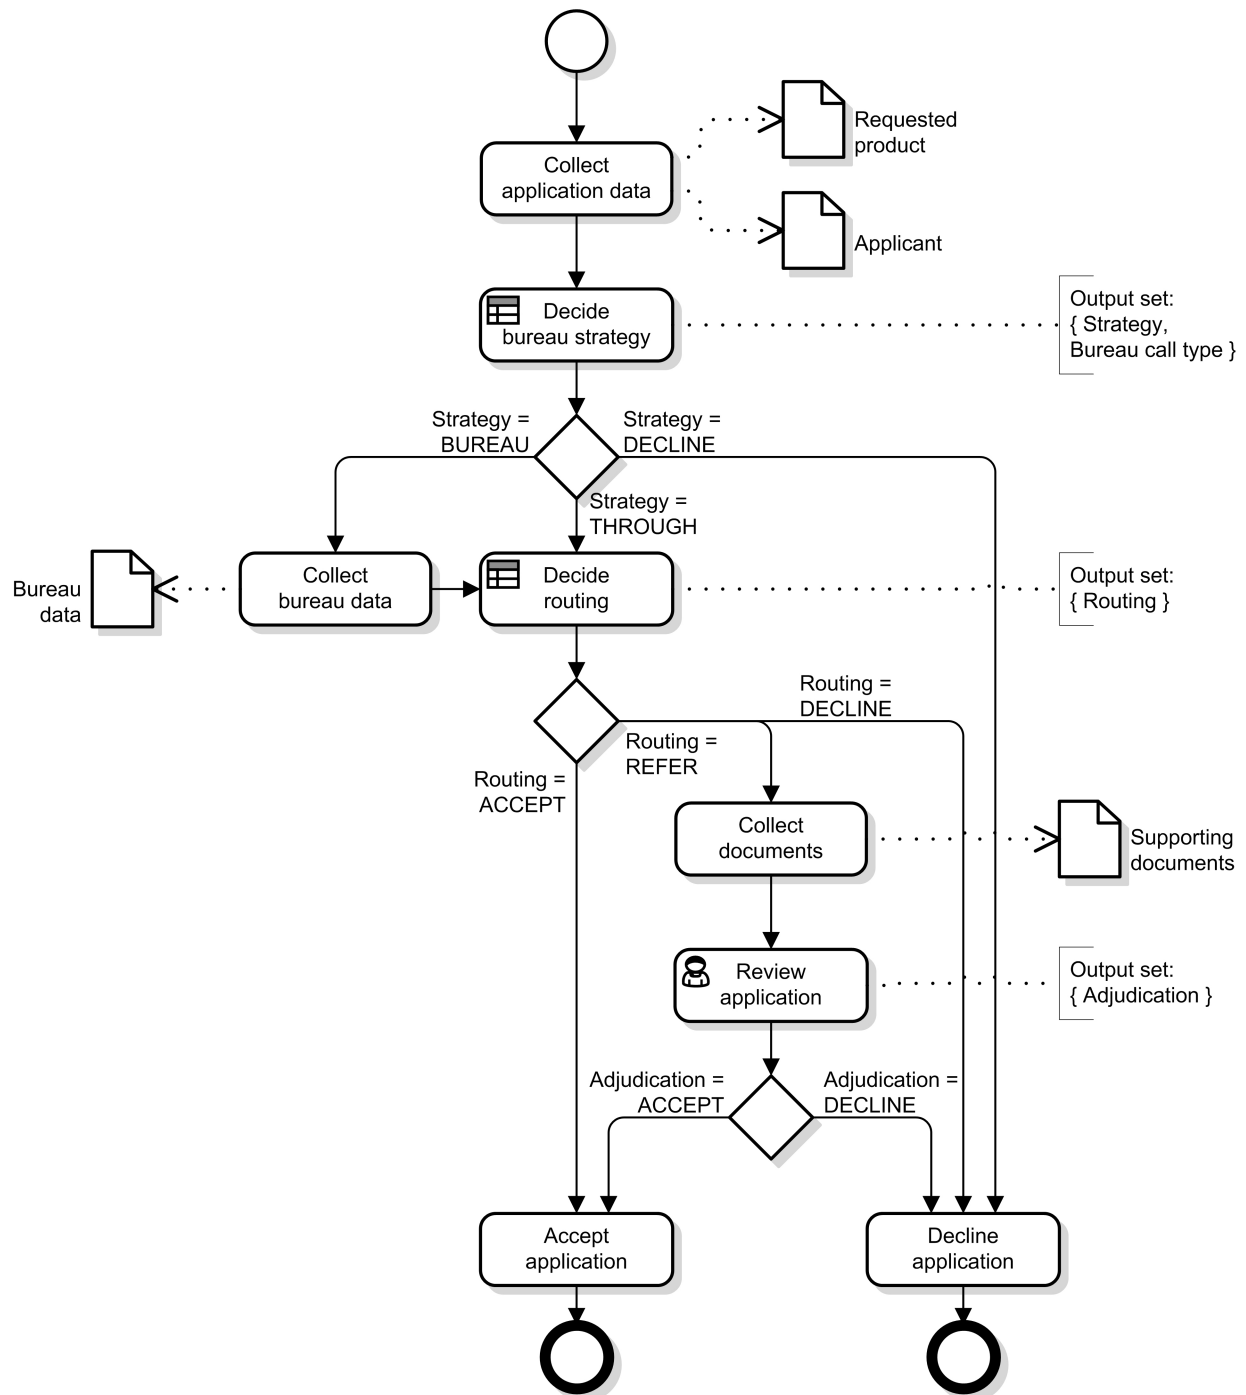 Requested
product
Collect
application data
Applicant
Decide
bureau strategy
Output set:
{ Strategy,
Bureau call type }
Strategy =
BUREAU
Strategy =
DECLINE
Strategy =
THROUGH
Bureau
data
Collect
bureau data
Decide
routing
Output set:
{ Routing }
Routing =
DECLINE
Routing =
REFER
Routing =
ACCEPT
Collect
documents
Supporting
documents
Review
application
Output set:
{ Adjudication }
Adjudication =
ACCEPT
Adjudication =
DECLINE
Accept
application
Decline
application